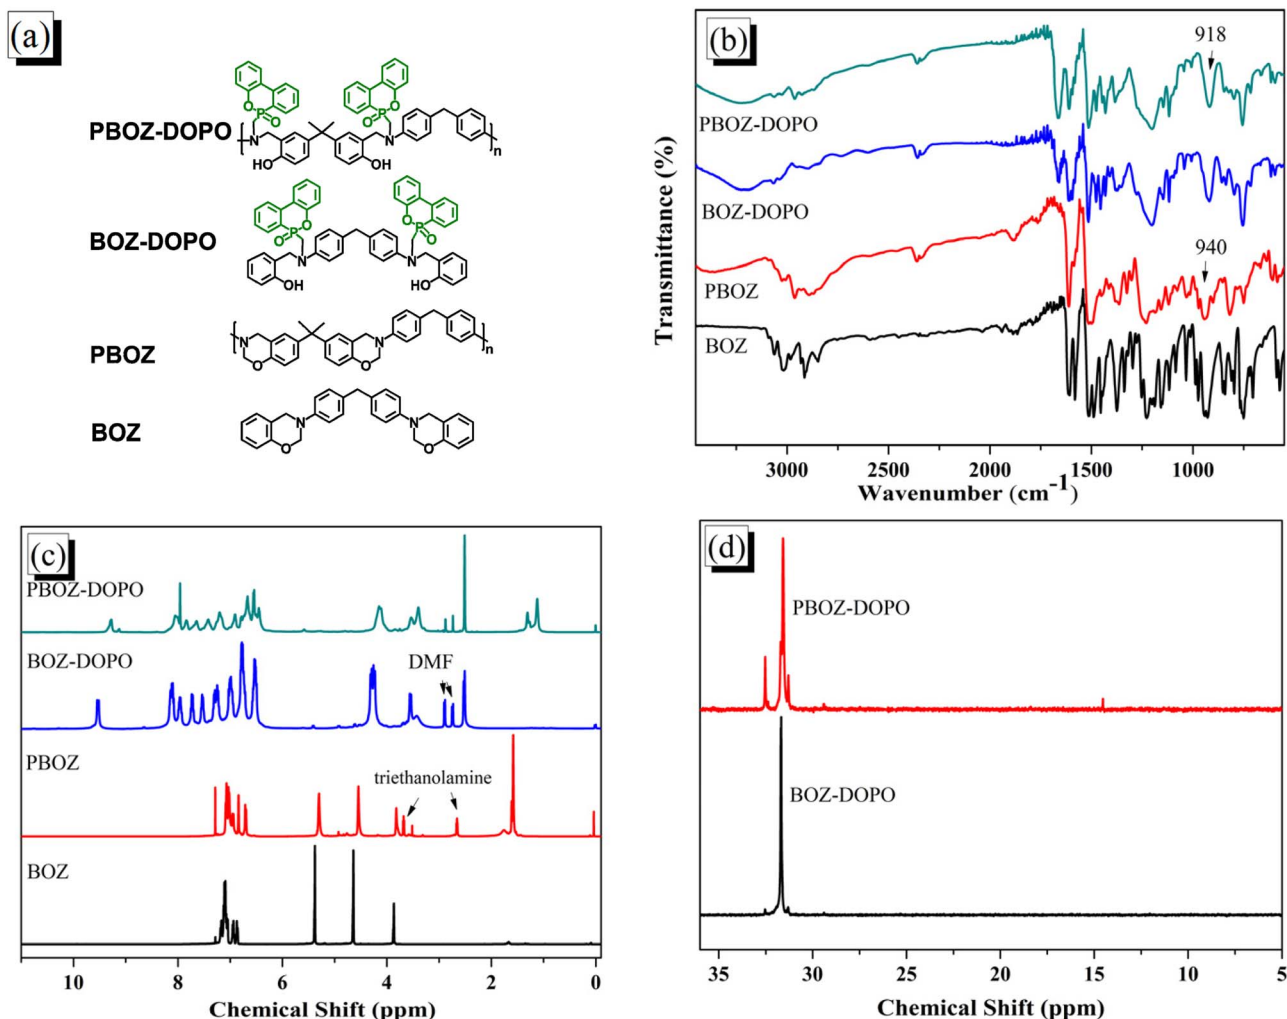 (a)
PBOZ-DOPO
N
P
O
O
HO
OH
N
P
O
O
n
BOZ-DOPO
O
P
O
N
OH
P
O
O
N
HO
PBOZ
N
O
N
O
n
BOZ
N
O
N
O
(b)
918
PBOZ-DOPO
BOZ-DOPO
940
PBOZ
BOZ
Transmittance (%)
3000 2500 2000 1500 1000
Wavenumber (cm-1)
(c)
PBOZ-DOPO
BOZ-DOPO
DMF
PBOZ
triethanolamine
BOZ
10 8 6 4 2 0
Chemical Shift (ppm)
(d)
PBOZ-DOPO
BOZ-DOPO
35 30 25 20 15 10 5
Chemical Shift (ppm)